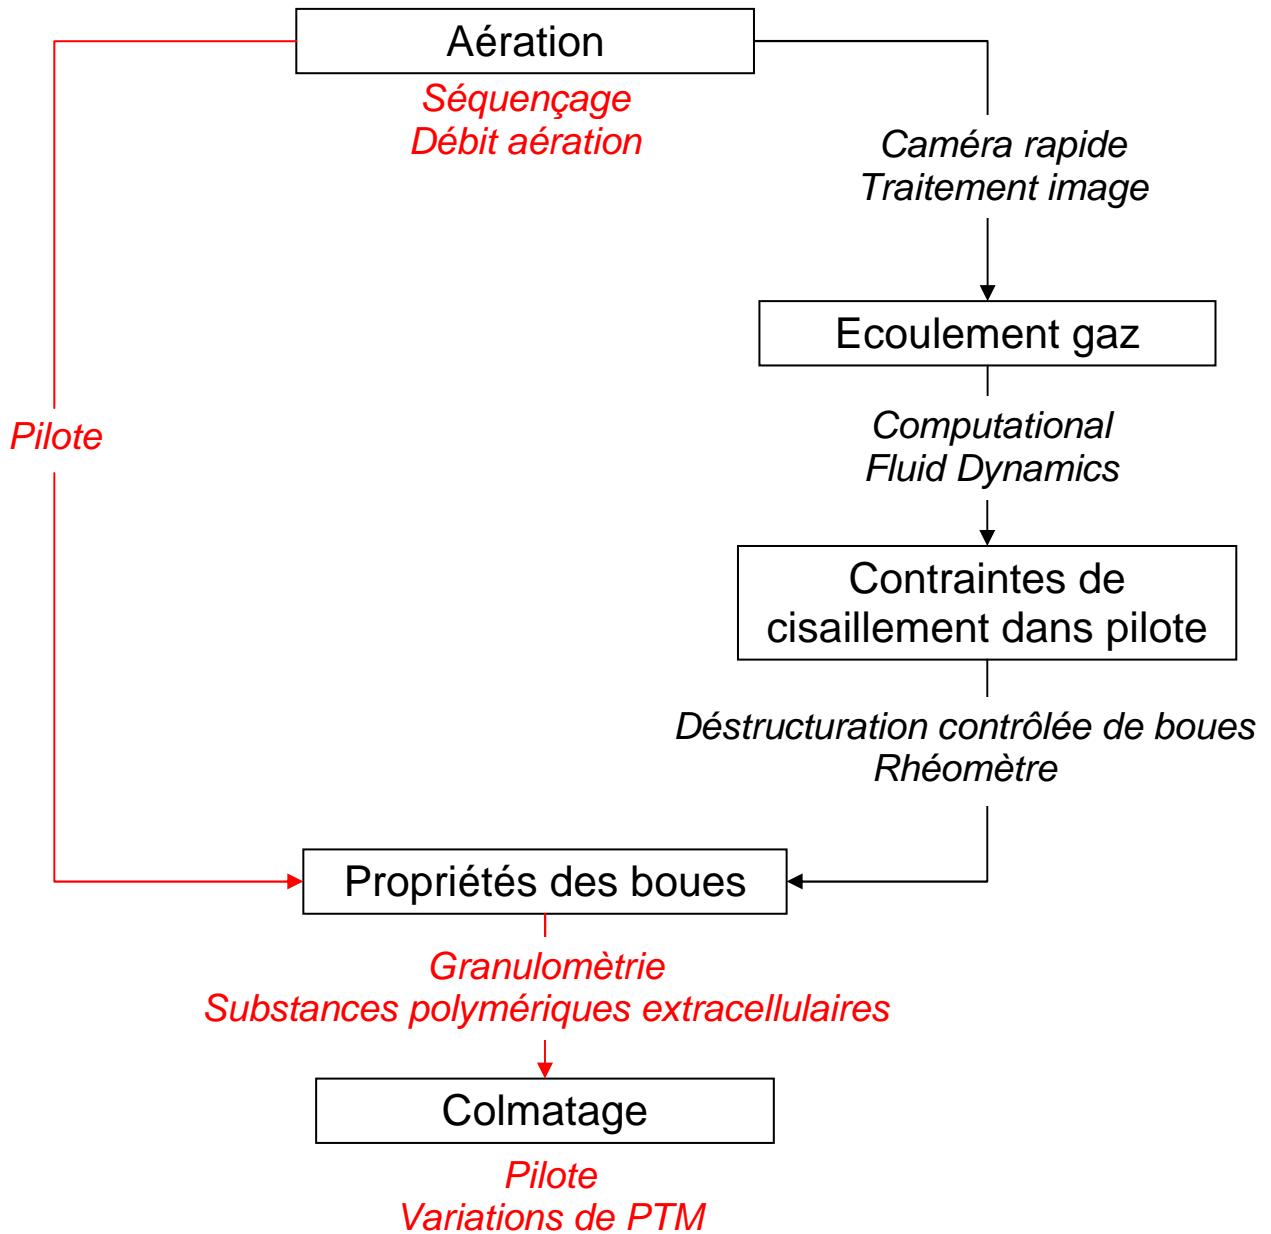 Aération
Séquençage
Débit aération
Caméra rapide
Traitement image
Ecoulement gaz
Pilote
Computational
Fluid Dynamics
Contraintes de
cisaillement dans pilote
Déstructuration contrôlée de boues
Rhéomètre
Propriétés des boues
Granulomètrie
Substances polymériques extracellulaires
Colmatage
Pilote
Variations de PTM